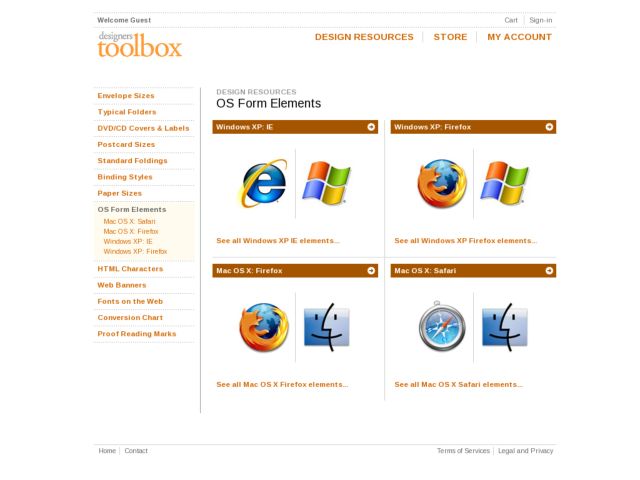 Welcome Guest
Cart
Sign-in
designers
toolbox
DESIGN RESOURCES
STORE
MY ACCOUNT
Envelope Sizes
Typical Folders
DVD/CD Covers & Labels
Postcard Sizes
Standard Foldings
Binding Styles
Paper Sizes
OS Form Elements
Mac OS X: Safari
Mac OS X: Firefox
Windows XP: IE
Windows XP: Firefox
HTML Characters
Web Banners
Fonts on the Web
Conversion Chart
Proof Reading Marks
DESIGN RESOURCES
OS Form Elements
Windows XP: IE
Windows XP: Firefox
See all Windows XP IE elements...
See all Windows XP Firefox elements...
Mac OS X: Firefox
Mac OS X: Safari
See all Mac OS X Firefox elements...
See all Mac OS X Safari elements...
Home
Contact
Terms of Services
Legal and Privacy